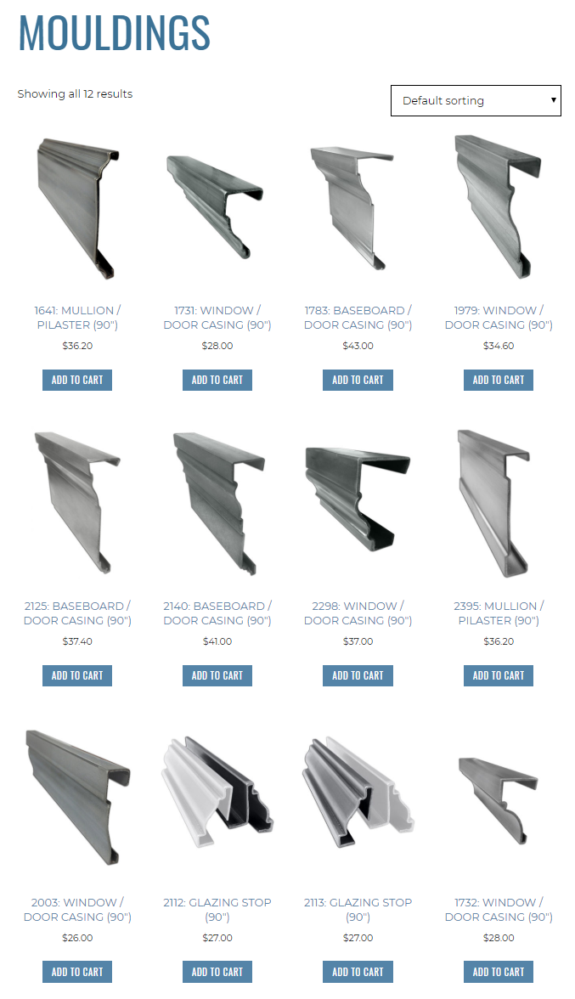 MOULDINGS
Showing all 12 results
Default sorting
1641: MULLION /
PILASTER (90")
$36.20
ADD TO CART
1731: WINDOW /
DOOR CASING (90")
$28.00
ADD TO CART
1783: BASEBOARD /
DOOR CASING (90")
$43.00
ADD TO CART
1979: WINDOW /
DOOR CASING (90")
$34.60
ADD TO CART
2125: BASEBOARD /
DOOR CASING (90")
$37.40
ADD TO CART
2140: BASEBOARD /
DOOR CASING (90")
$41.00
ADD TO CART
2298: WINDOW /
DOOR CASING (90")
$37.00
ADD TO CART
2395: MULLION /
PILASTER (90")
$36.20
ADD TO CART
2003: WINDOW /
DOOR CASING (90")
$26.00
ADD TO CART
2112: GLAZING STOP
(90")
$27.00
ADD TO CART
2113: GLAZING STOP
(90")
$27.00
ADD TO CART
1732: WINDOW /
DOOR CASING (90")
$28.00
ADD TO CART